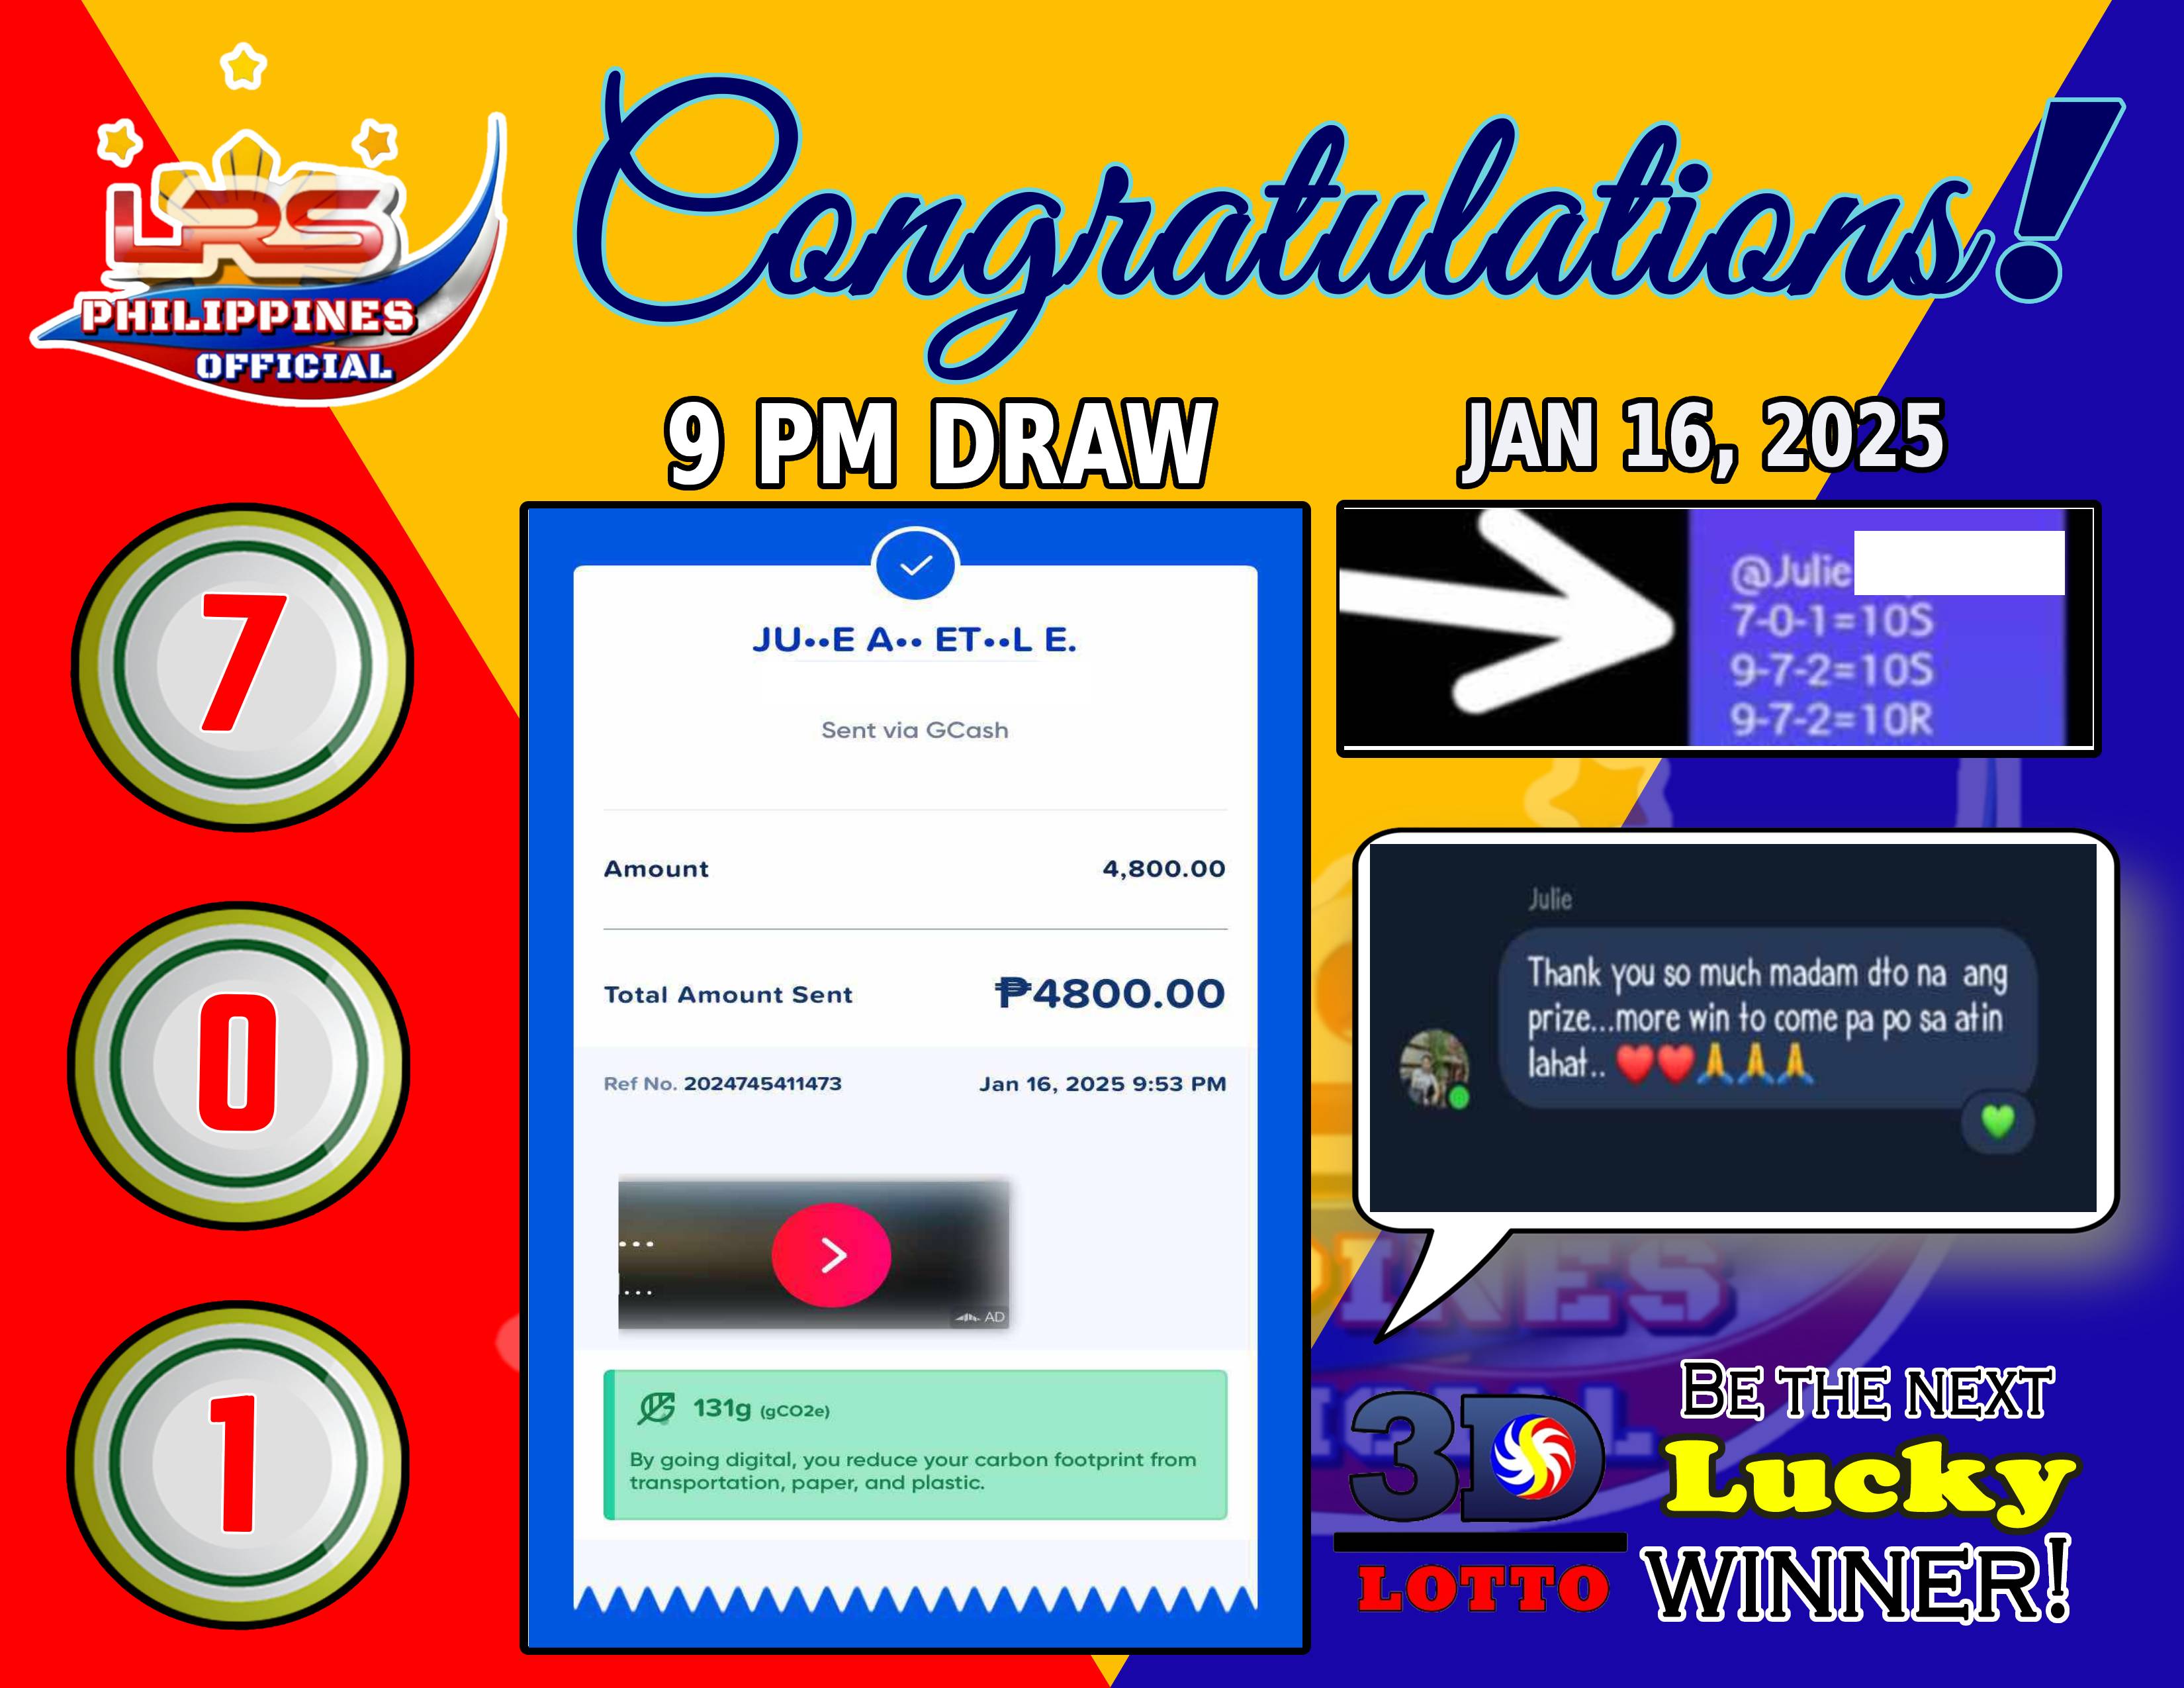 LRS
PHILIPPINES
OFFICIAL
Congratulations!
9 PM DRAW
JAN 16, 2025
7
0
1
JU••E A•• ET••L E.
Sent via GCash
Amount 4,800.00
Total Amount Sent ₱4800.00
Ref No. 2024745411473 Jan 16, 2025 9:53 PM
...
...
AD
131g (gCO2e)
By going digital, you reduce your carbon footprint from
transportation, paper, and plastic.
@Julie
7-0-1=10S
9-7-2=10S
9-7-2=10R
Julie
Thank you so much madam dto na ang
prize...more win to come pa po sa atin
lahat.. ❤️❤️🙏🙏🙏
💚
3D
LOTTO
BE THE NEXT
Lucky
WINNER!